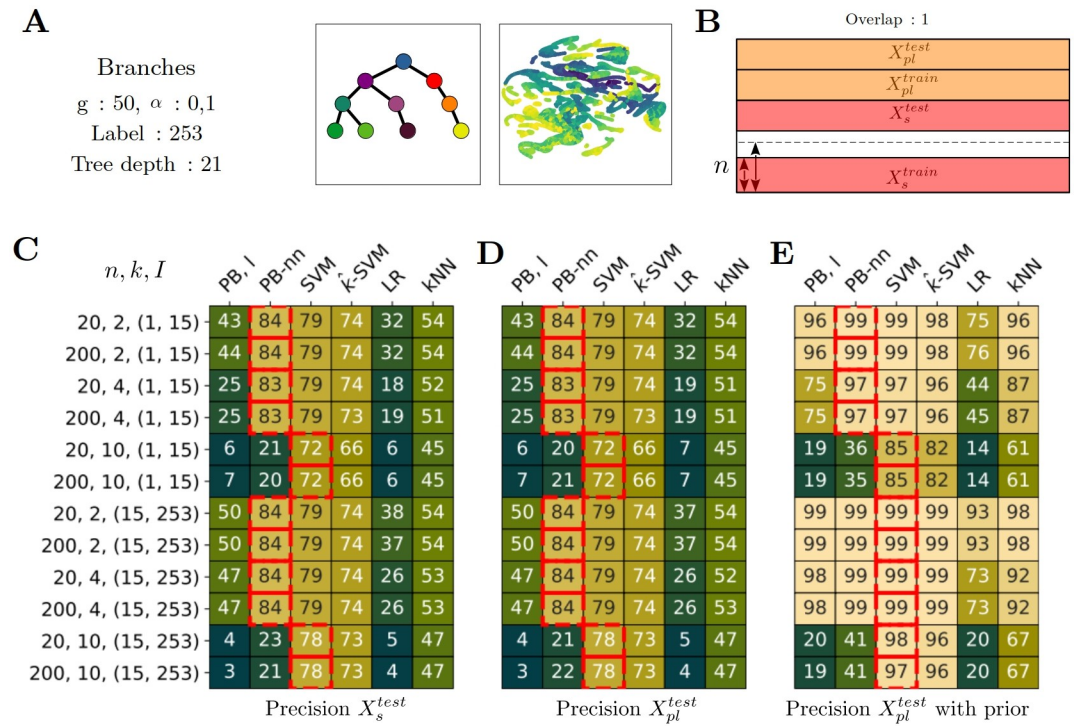 A
Branches
g : 50, α : 0,1
Label : 253
Tree depth : 21
B
Overlap : 1
X_{pl}^{test}
X_{pl}^{train}
X_s^{test}
n
X_s^{train}
C
n, k, I
PB, l PB-nn SVM k̂-SVM LR kNN
D
PB, l PB-nn SVM k̂-SVM LR kNN
E
PB, l PB-nn SVM k̂-SVM LR kNN
20, 2, (1, 15) 43 84 79 74 32 54 43 84 79 74 32 54 96 99 99 98 75 96
200, 2, (1, 15) 44 84 79 74 32 54 44 84 79 74 32 54 96 99 99 98 76 96
20, 4, (1, 15) 25 83 79 74 18 52 25 83 79 74 19 51 75 97 97 96 44 87
200, 4, (1, 15) 25 83 79 73 19 51 25 83 79 73 19 51 75 97 97 96 45 87
20, 10, (1, 15) 6 21 72 66 6 45 6 20 72 66 7 45 19 36 85 82 14 61
200, 10, (1, 15) 7 20 72 66 6 45 7 21 72 66 7 45 19 35 85 82 14 61
20, 2, (15, 253) 50 84 79 74 38 54 50 84 79 74 37 54 99 99 99 99 93 98
200, 2, (15, 253) 50 84 79 74 37 54 50 84 79 74 37 54 99 99 99 99 93 98
20, 4, (15, 253) 47 84 79 74 26 53 47 84 79 74 26 52 98 99 99 99 73 92
200, 4, (15, 253) 47 84 79 74 26 53 47 84 79 74 26 53 98 99 99 99 73 92
20, 10, (15, 253) 4 23 78 73 5 47 4 21 78 73 5 47 20 41 98 96 20 67
200, 10, (15, 253) 3 21 78 73 4 47 3 22 78 73 4 47 19 41 97 96 20 67
Precision X_s^{test}
Precision X_{pl}^{test}
Precision X_{pl}^{test} with prior